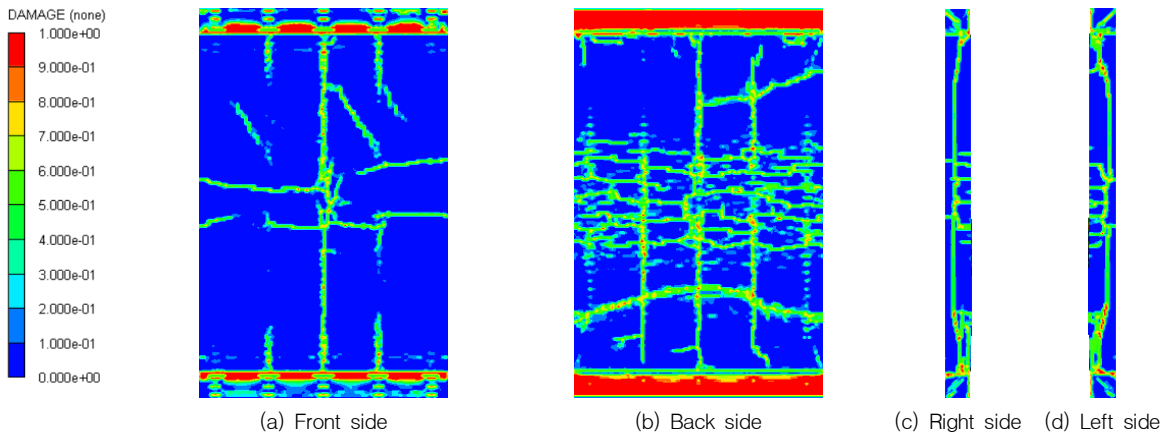 DAMAGE (none)
1.000e+00
9.000e-01
8.000e-01
7.000e-01
6.000e-01
5.000e-01
4.000e-01
3.000e-01
2.000e-01
1.000e-01
0.000e+00
(a) Front side
(b) Back side
(c) Right side
(d) Left side